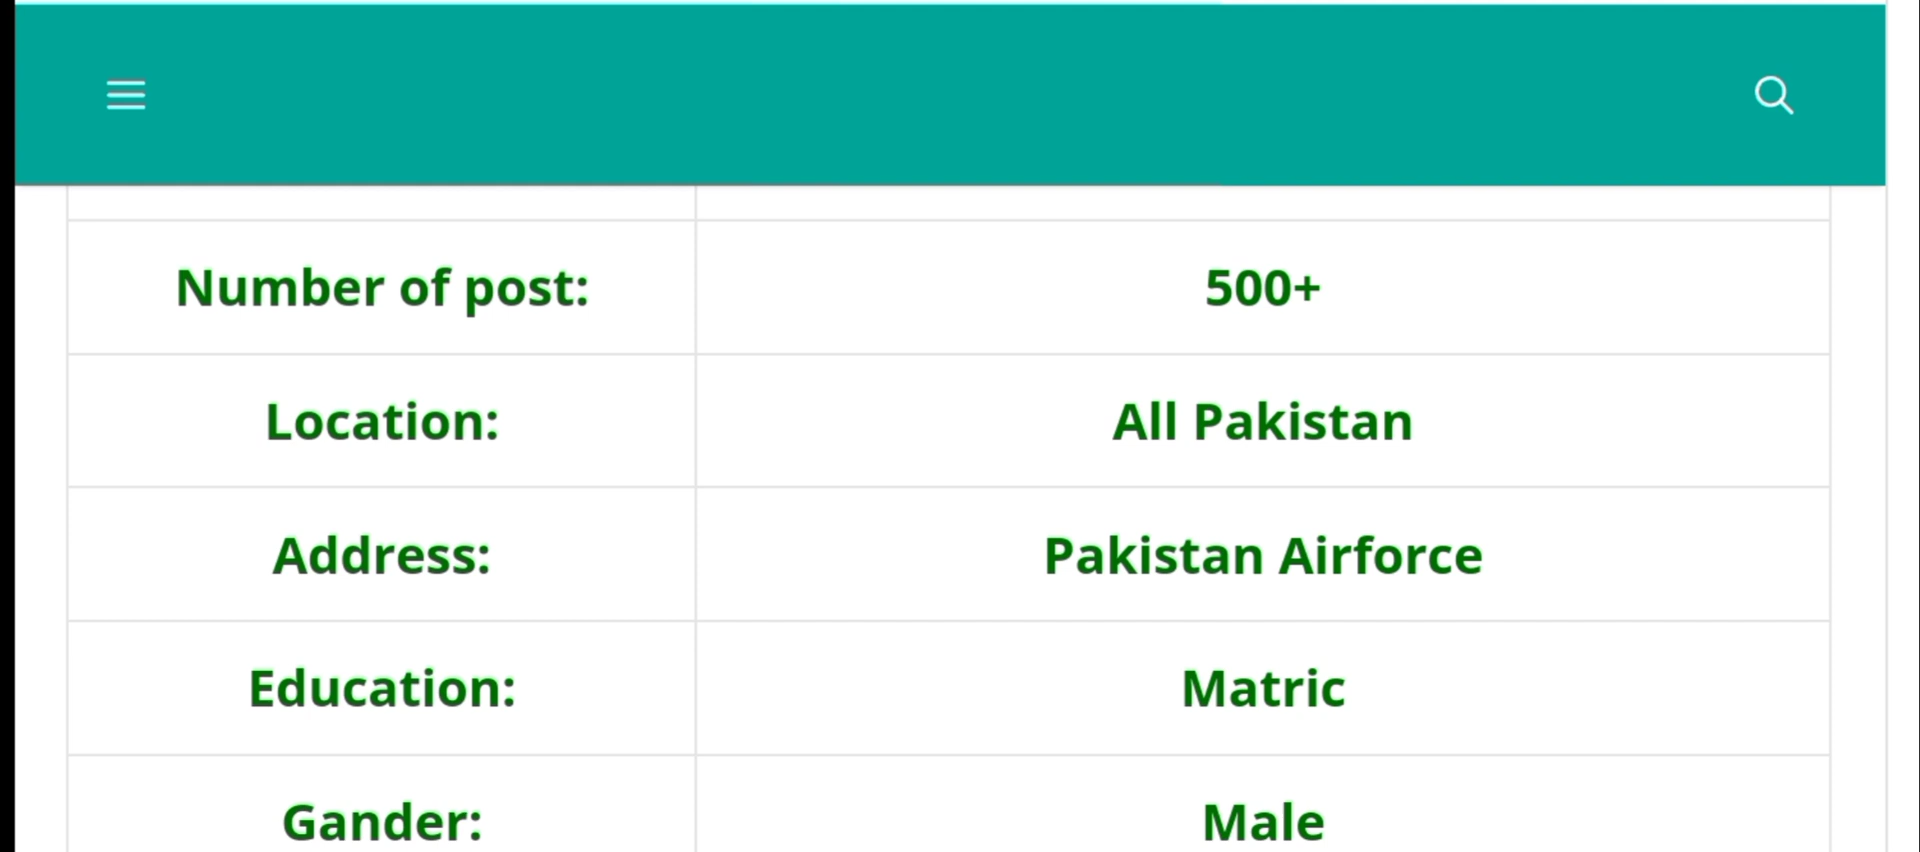 Number of post: 500+
Location: All Pakistan
Address: Pakistan Airforce
Education: Matric
Gander: Male